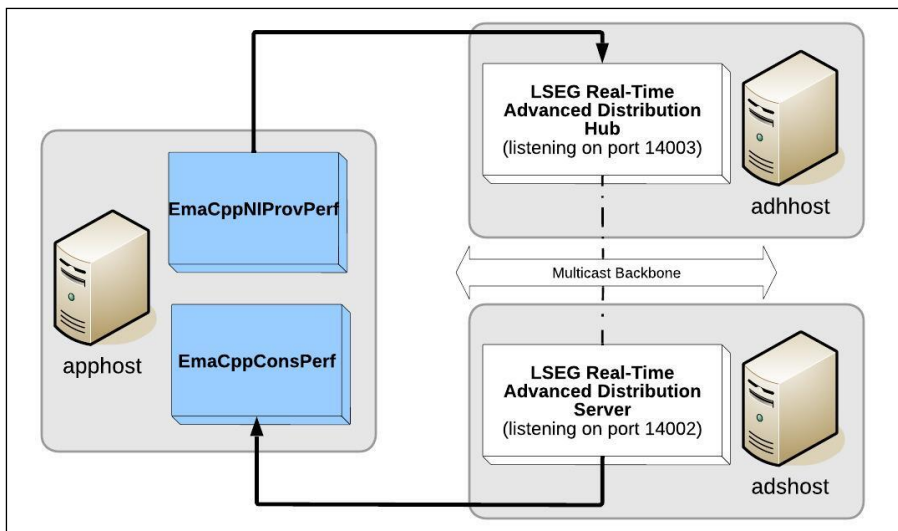 LSEG Real-Time
Advanced Distribution
Hub
(listening on port 14003)
adhhost
EmaCppNIProvPerf
apphost
EmaCppConsPerf
Multicast Backbone
LSEG Real-Time
Advanced Distribution
Server
(listening on port 14002)
adshost